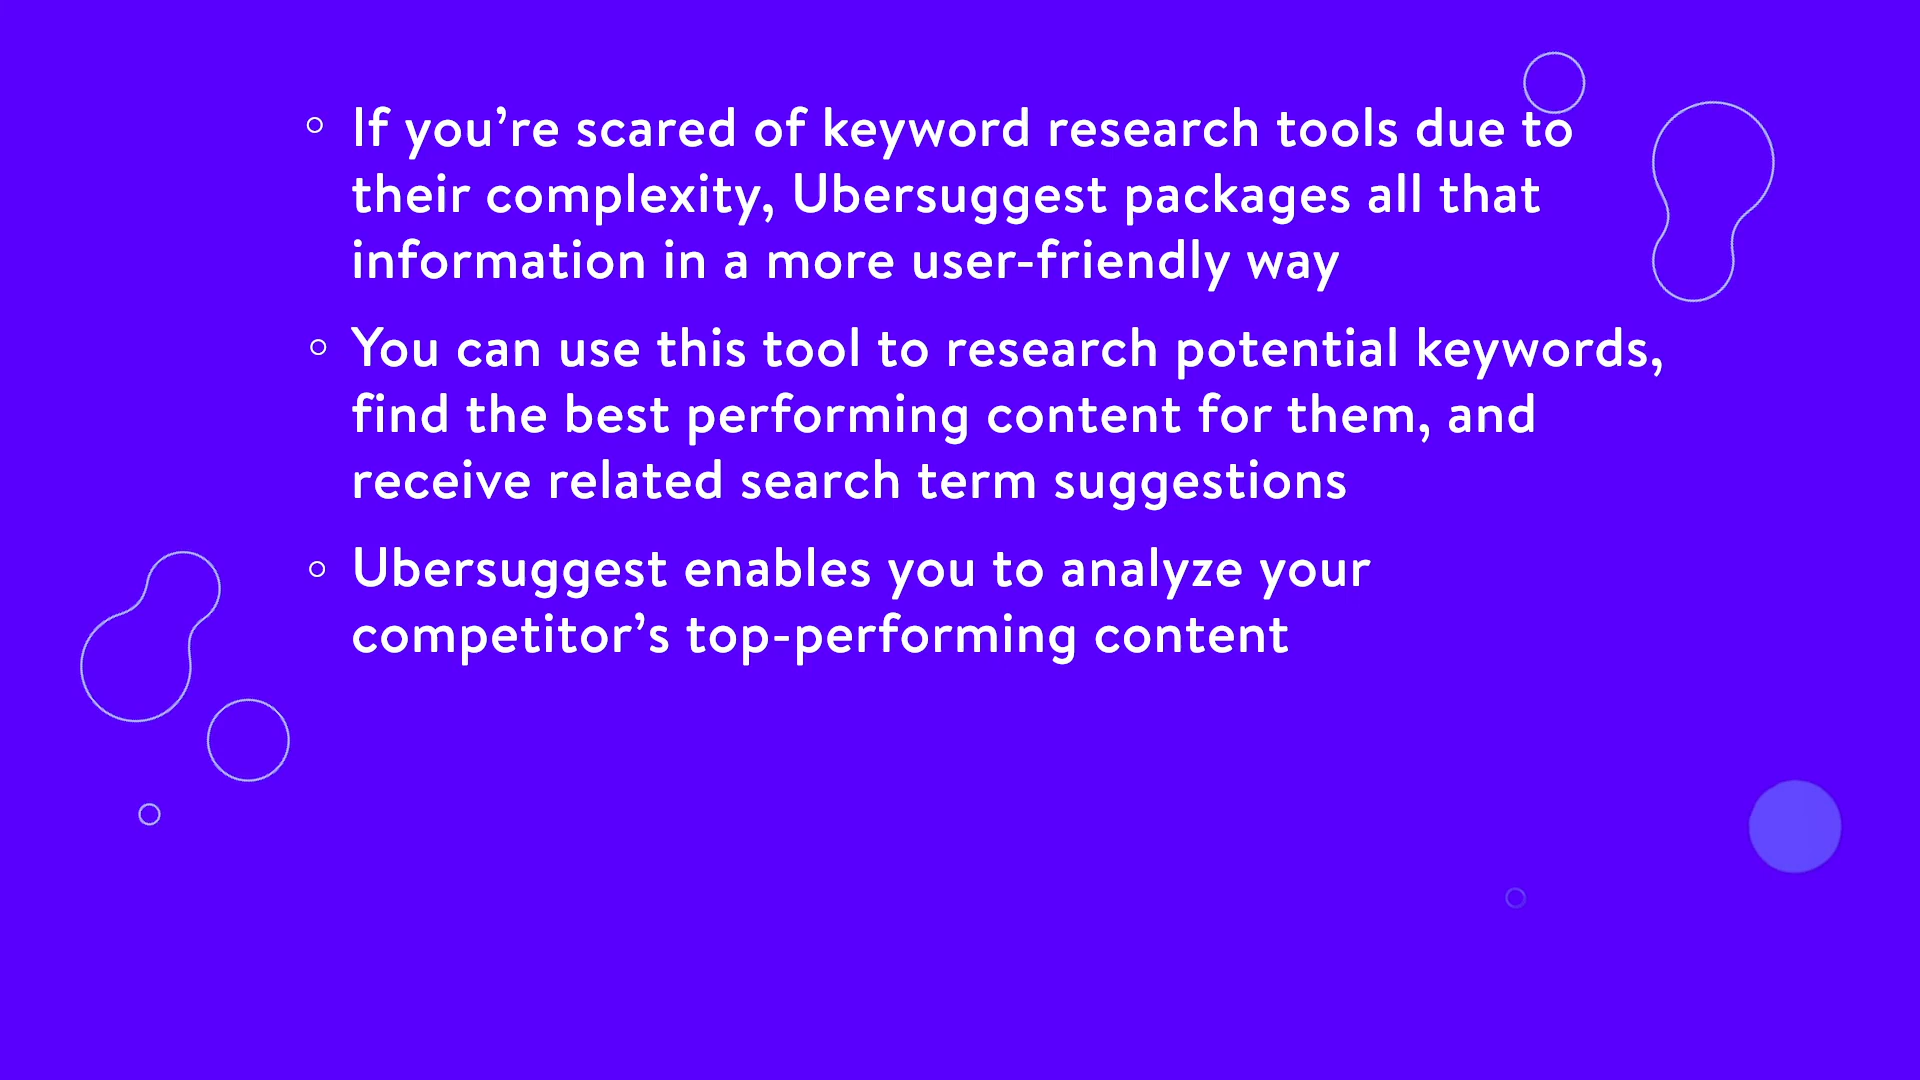 If you’re scared of keyword research tools due to
their complexity, Ubersuggest packages all that
information in a more user-friendly way
You can use this tool to research potential keywords,
find the best performing content for them, and
receive related search term suggestions
Ubersuggest enables you to analyze your
competitor’s top-performing content